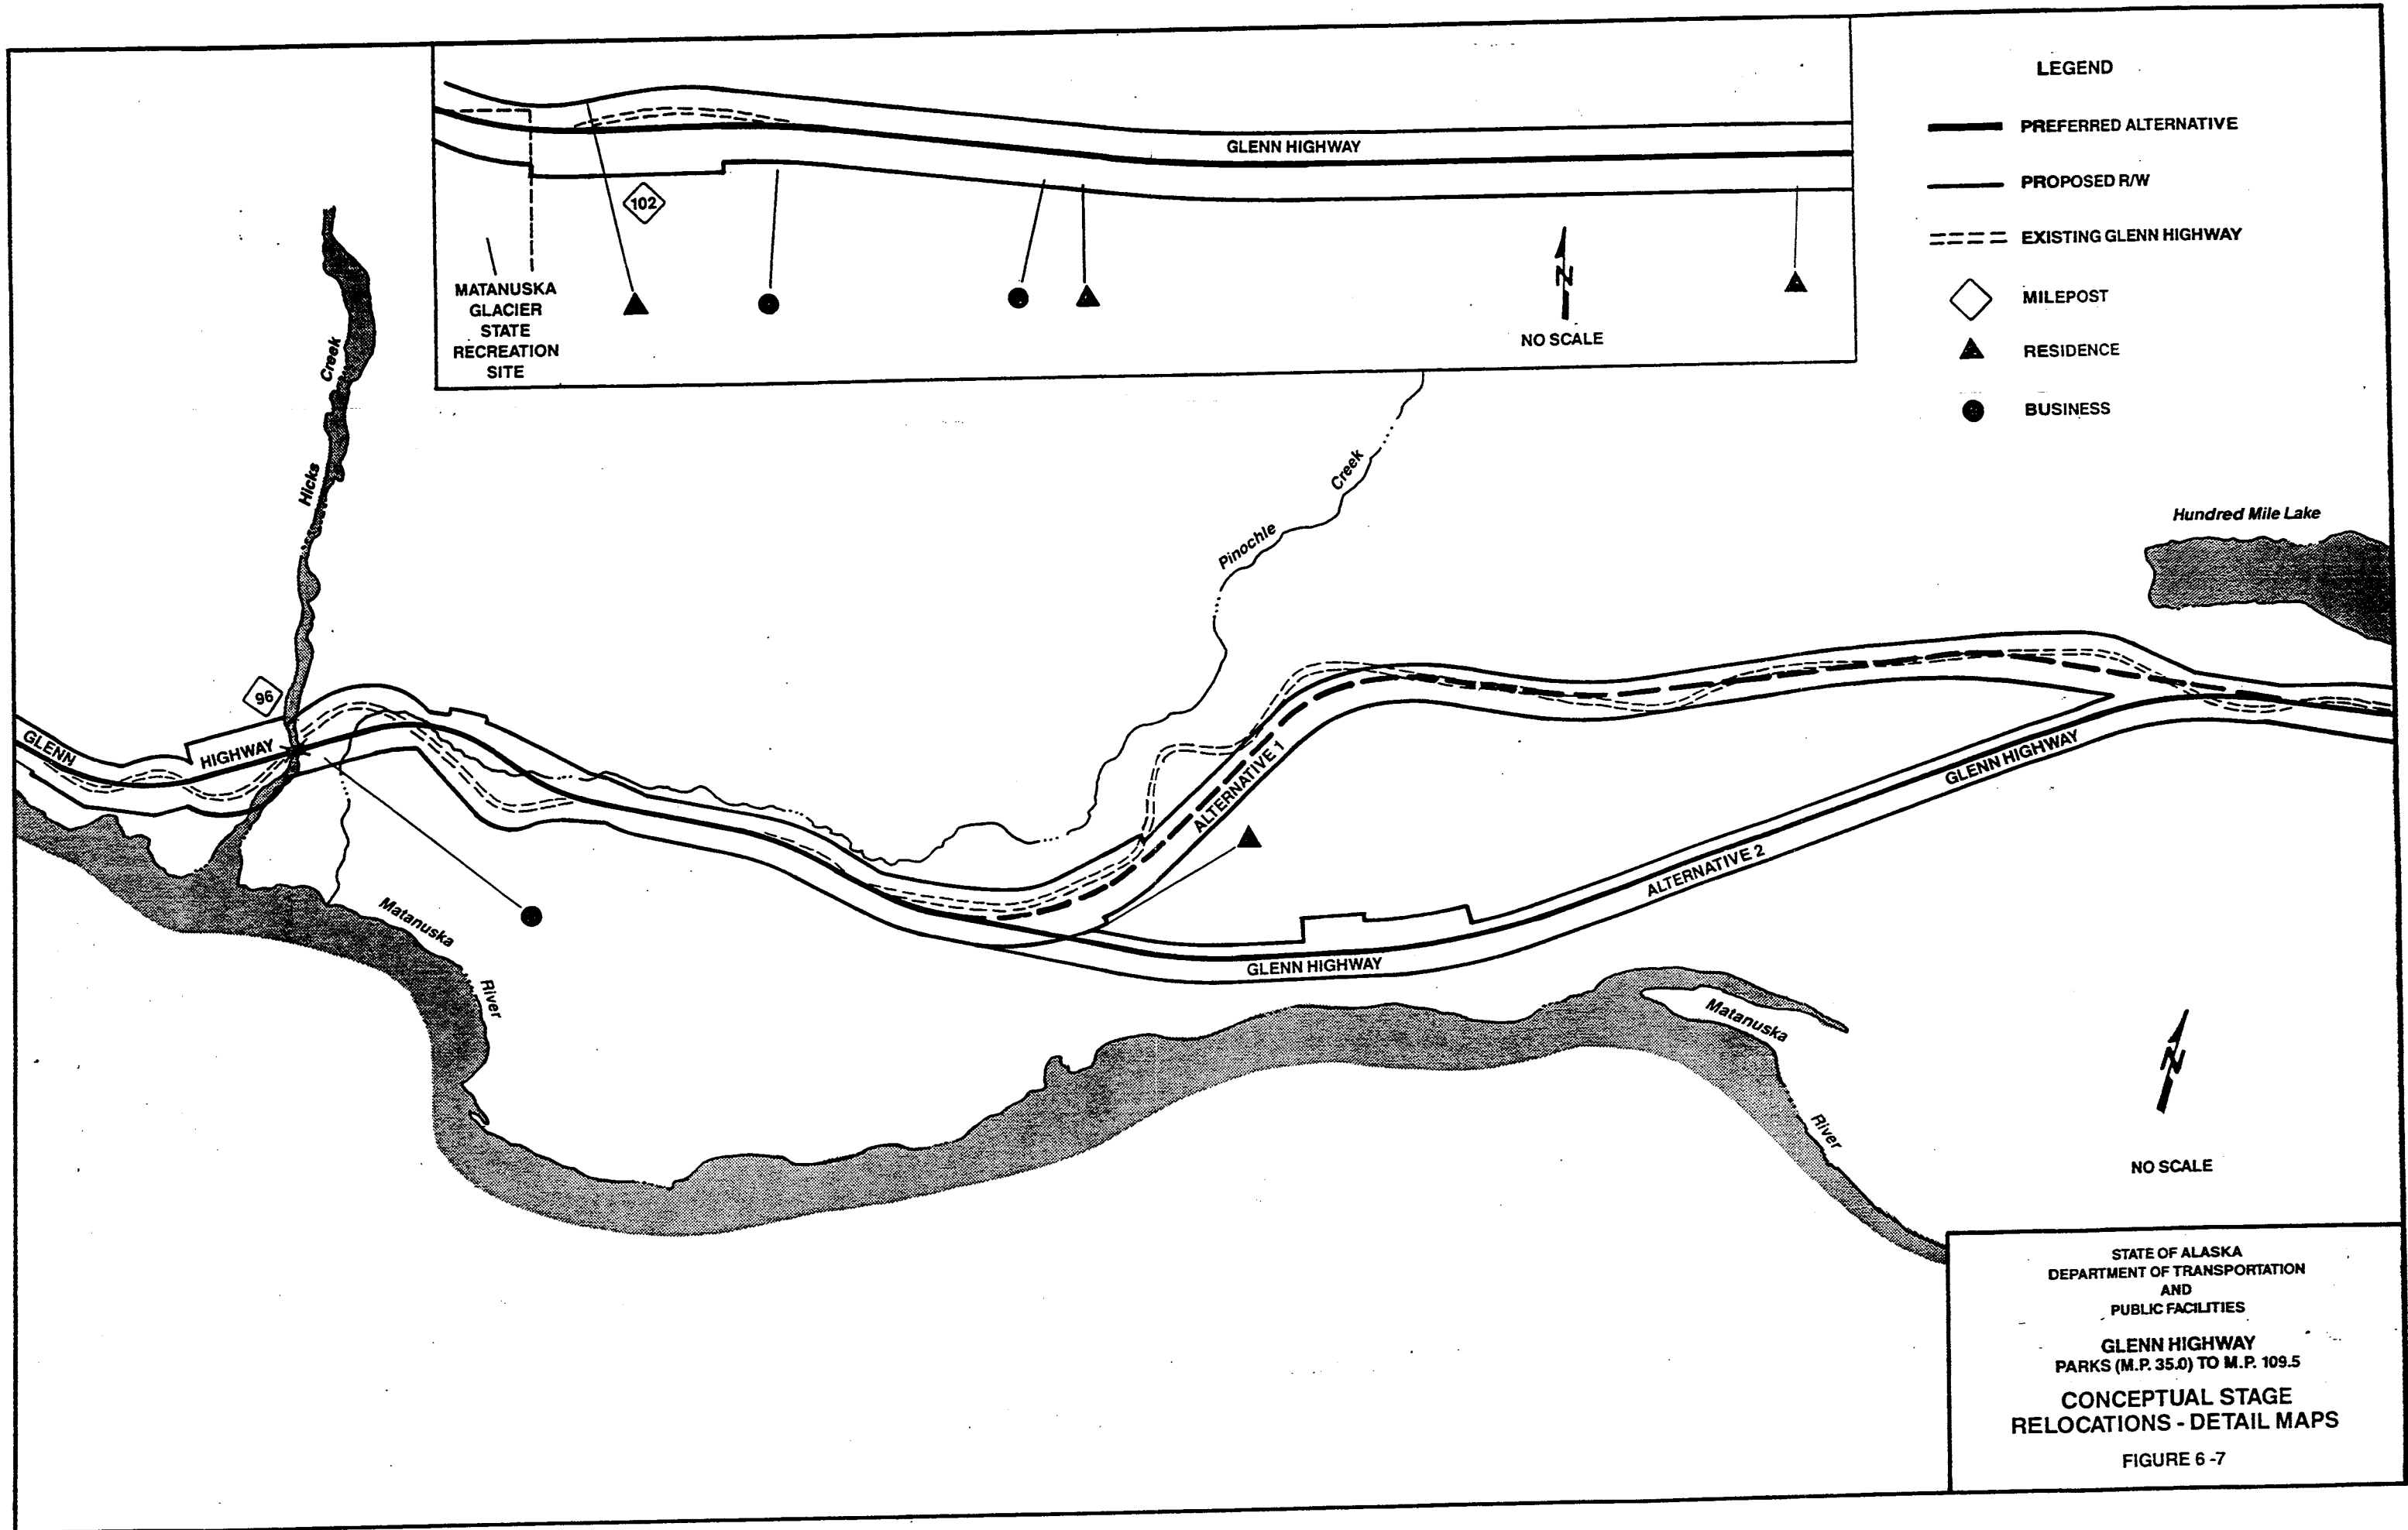 GLENN HIGHWAY
102
MATANUSKA
GLACIER
STATE
RECREATION
SITE
N
NO SCALE
LEGEND
PREFERRED ALTERNATIVE
PROPOSED R/W
EXISTING GLENN HIGHWAY
MILEPOST
RESIDENCE
BUSINESS
Hicks Creek
Pinochle Creek
Hundred Mile Lake
96
GLENN HIGHWAY
ALTERNATIVE 1
GLENN HIGHWAY
ALTERNATIVE 2
GLENN HIGHWAY
Matanuska River
Matanuska River
N
NO SCALE
STATE OF ALASKA
DEPARTMENT OF TRANSPORTATION
AND
PUBLIC FACILITIES
GLENN HIGHWAY
PARKS (M.P. 35.0) TO M.P. 109.5
CONCEPTUAL STAGE
RELOCATIONS - DETAIL MAPS
FIGURE 6 -7